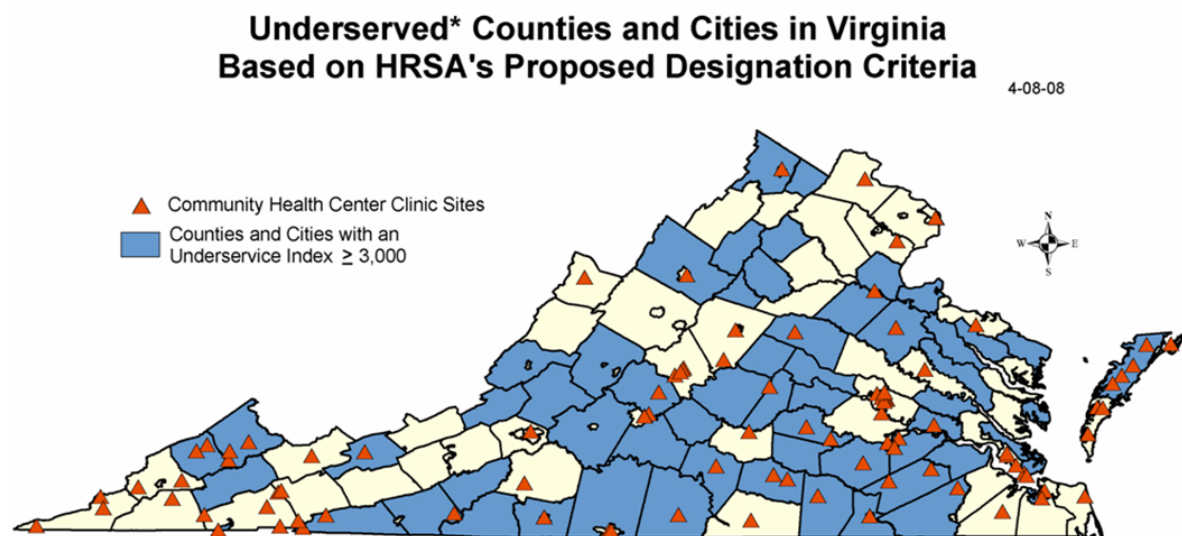 Underserved* Counties and Cities in Virginia
Based on HRSA's Proposed Designation Criteria
4-08-08
Community Health Center Clinic Sites
Counties and Cities with an
Underservice Index ≥ 3,000
N
W E
S